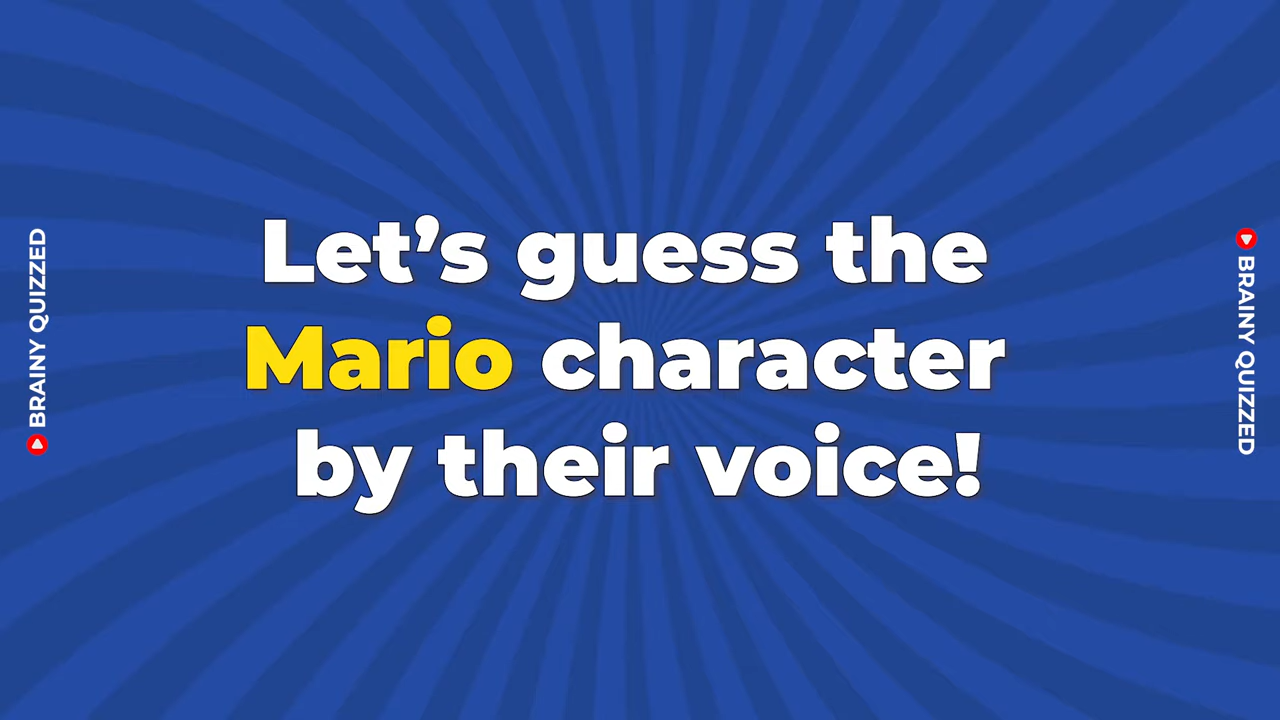 BRAINY QUIZZED
Let’s guess the
Mario character
by their voice!
BRAINY QUIZZED